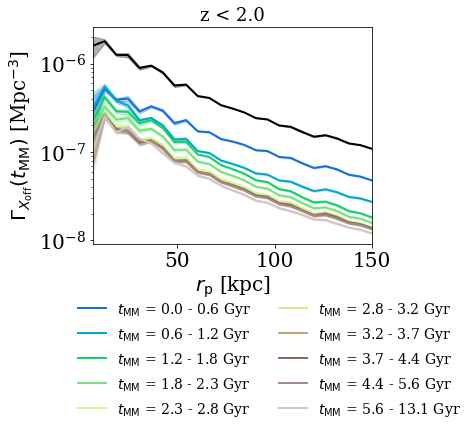 z < 2.0
Γ_{X_off}(t_MM) [Mpc⁻³]
10⁻⁶
10⁻⁷
10⁻⁸
50 100 150
r_p [kpc]
t_MM = 0.0 - 0.6 Gyr
t_MM = 0.6 - 1.2 Gyr
t_MM = 1.2 - 1.8 Gyr
t_MM = 1.8 - 2.3 Gyr
t_MM = 2.3 - 2.8 Gyr
t_MM = 2.8 - 3.2 Gyr
t_MM = 3.2 - 3.7 Gyr
t_MM = 3.7 - 4.4 Gyr
t_MM = 4.4 - 5.6 Gyr
t_MM = 5.6 - 13.1 Gyr